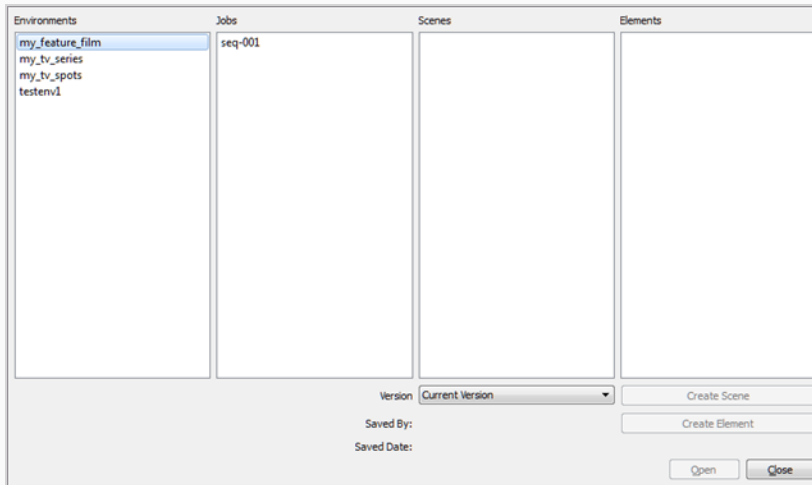 Environments Jobs Scenes Elements
my_feature_film seq-001
my_tv_series
my_tv_spots
testenv1
Version Current Version Create Scene
Saved By: Create Element
Saved Date:
Open Close